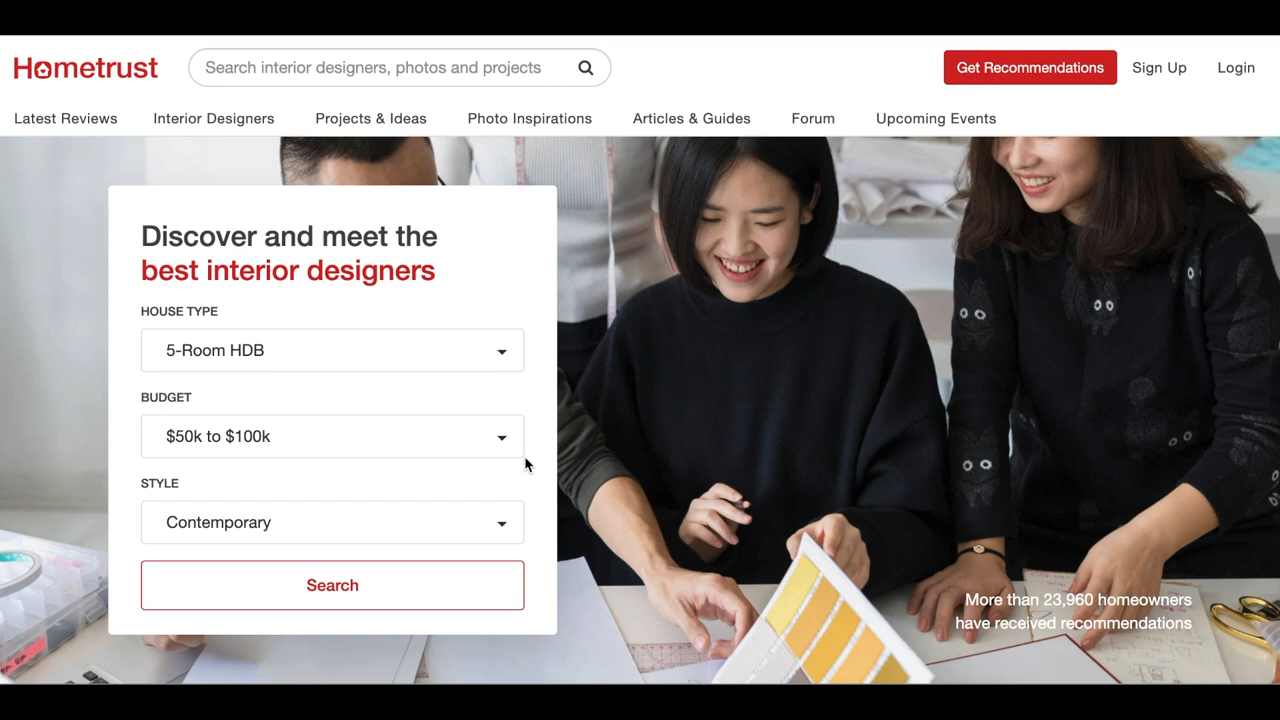 Hometrust
Search interior designers, photos and projects
Get Recommendations
Sign Up
Login
Latest Reviews
Interior Designers
Projects & Ideas
Photo Inspirations
Articles & Guides
Forum
Upcoming Events
Discover and meet the
best interior designers
HOUSE TYPE
5-Room HDB
BUDGET
$50k to $100k
STYLE
Contemporary
Search
More than 23,960 homeowners
have received recommendations